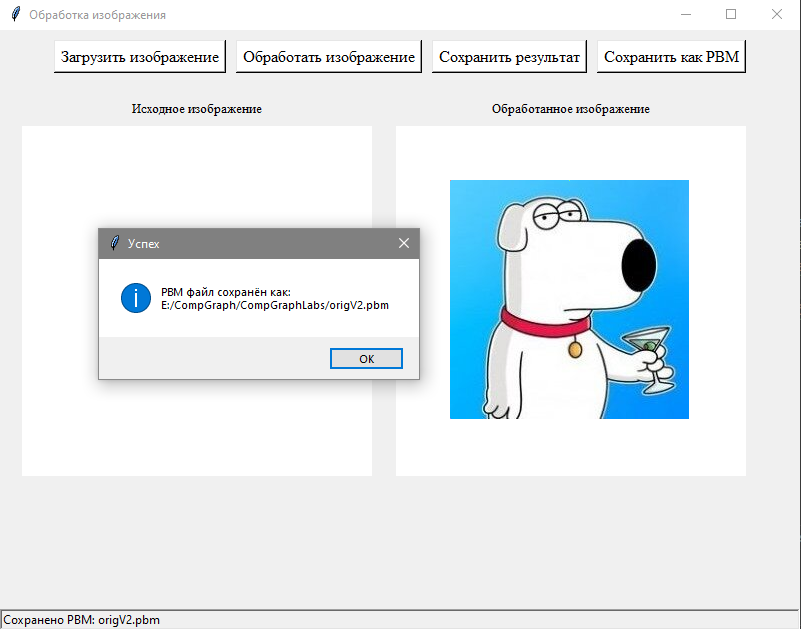 Обработка изображения
Загрузить изображение
Обработать изображение
Сохранить результат
Сохранить как PBM
Исходное изображение
Обработанное изображение
Успех
PBM файл сохранён как:
E:/CompGraph/CompGraphLabs/origV2.pbm
OK
Сохранено PBM: origV2.pbm